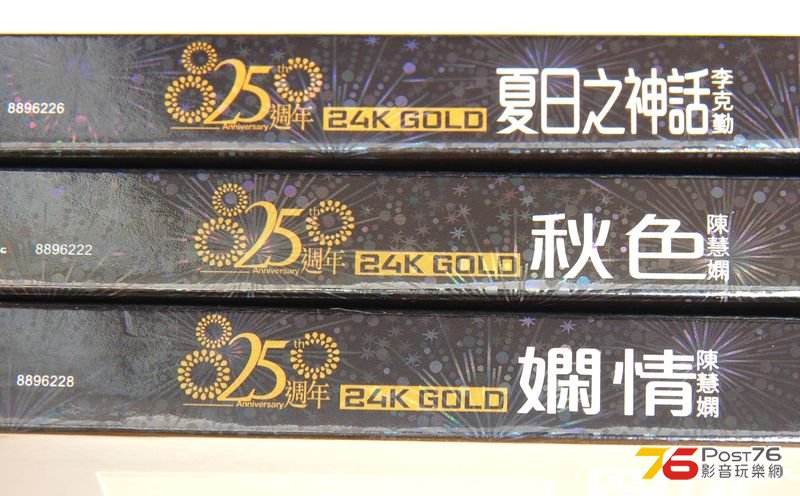 8896226 25th Anniversary 週年 24K GOLD 夏日之神話 李克勤
c 8896222 25th Anniversary 週年 24K GOLD 秋色 陳慧嫻
8896228 25th Anniversary 週年 24K GOLD 嫻情 陳慧嫻
76 POST76
影音玩樂網